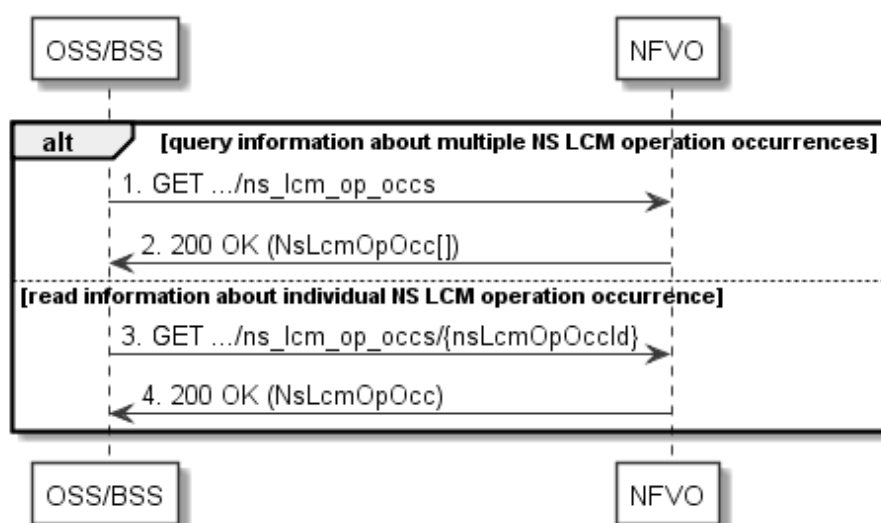 OSS/BSS
NFVO
alt
[query information about multiple NS LCM operation occurrences]
1. GET .../ns_lcm_op_occs
2. 200 OK (NsLcmOpOcc[])
[read information about individual NS LCM operation occurrence]
3. GET .../ns_lcm_op_occs/{nsLcmOpOccId}
4. 200 OK (NsLcmOpOcc)
OSS/BSS
NFVO